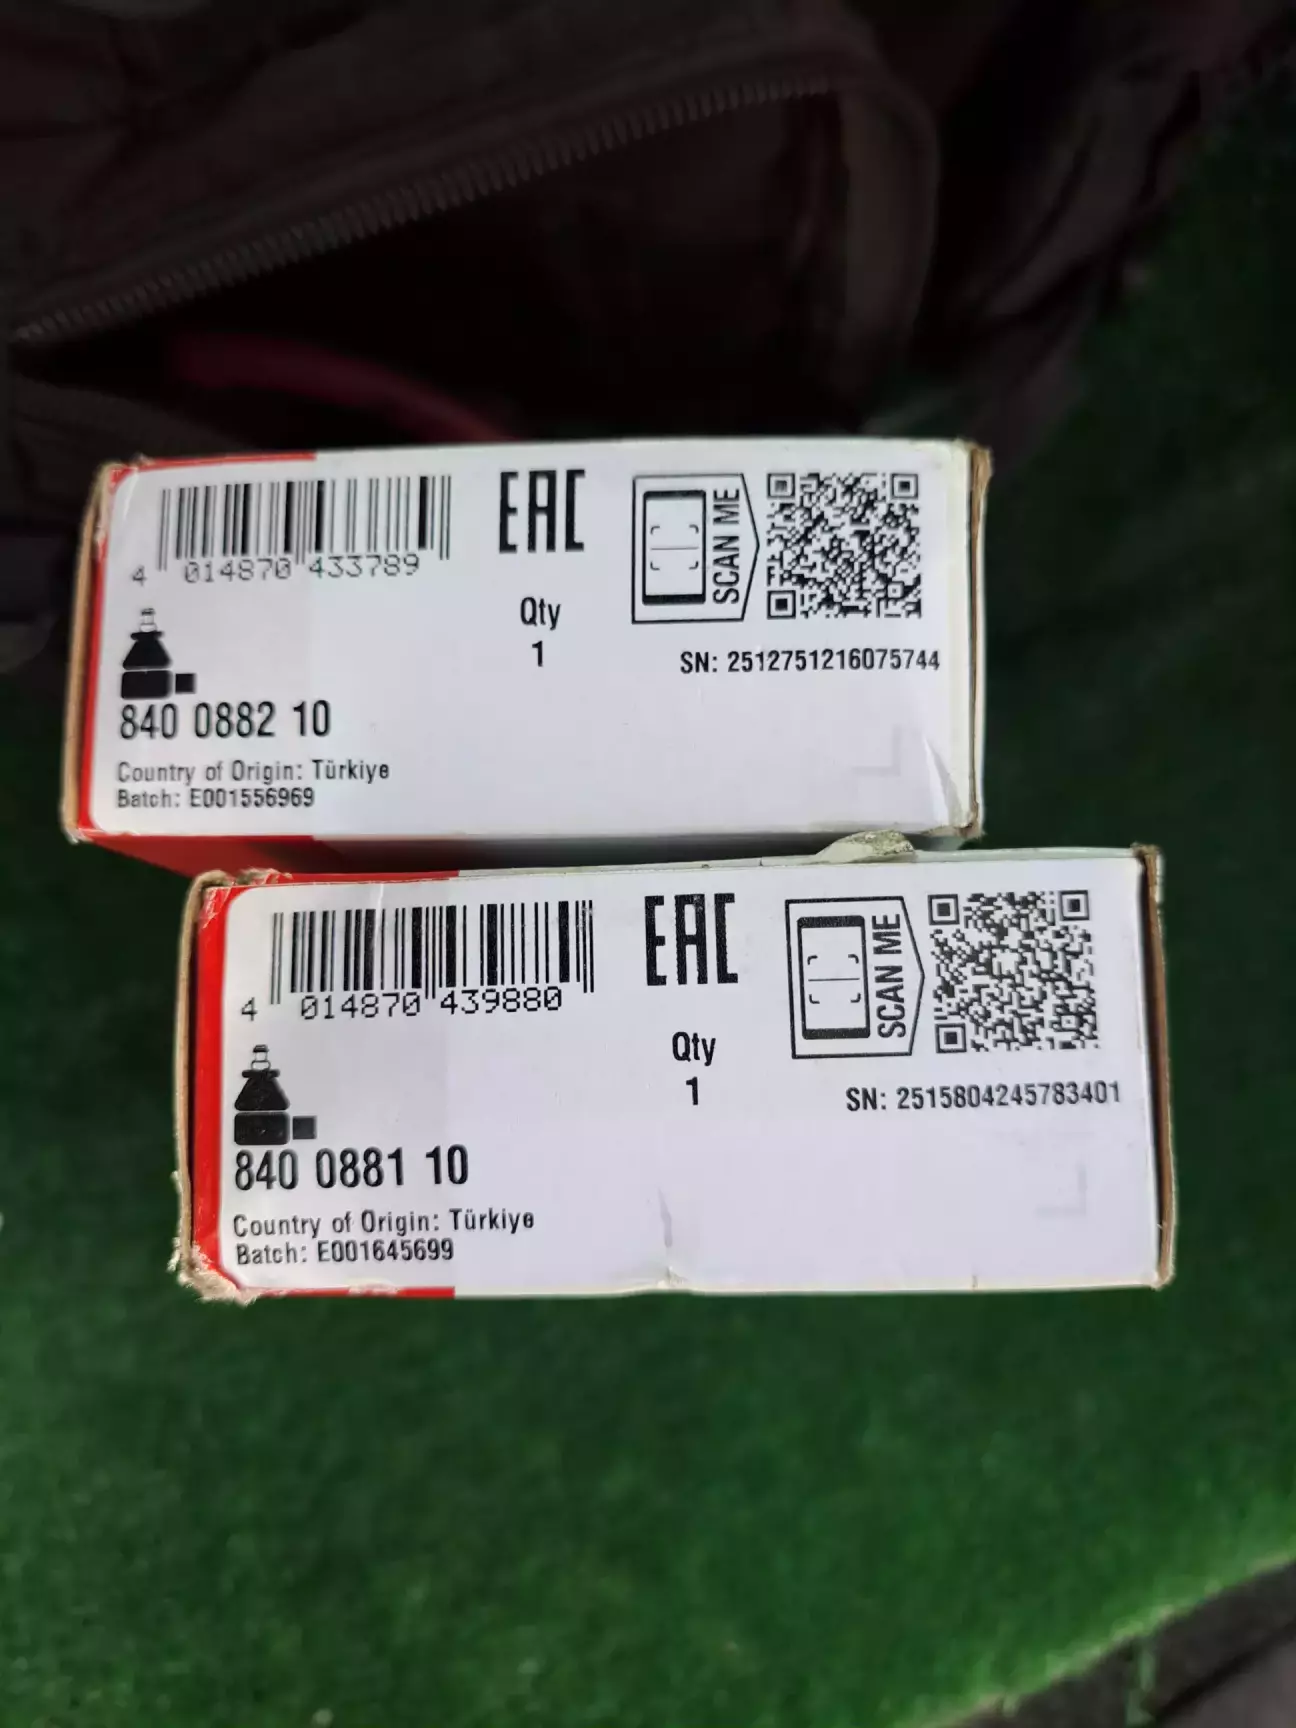 4 014870 433789
EAC
SCAN ME
Qty
1
SN: 2512751216075744
840 0882 10
Country of Origin: Türkiye
Batch: E001556969
4 014870 439880
EAC
SCAN ME
Qty
1
SN: 2515804245783401
840 0881 10
Country of Origin: Türkiye
Batch: E001645699